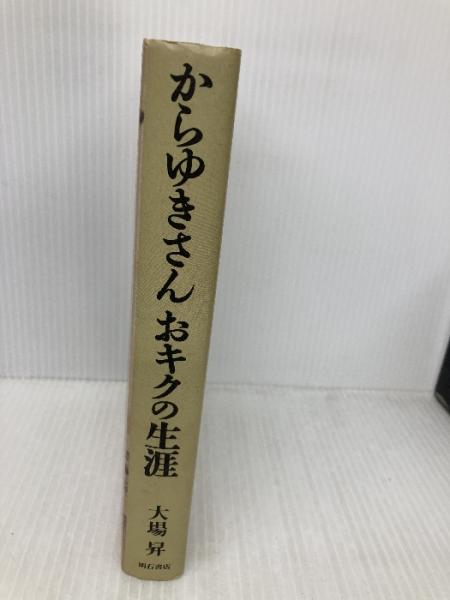 からゆきさん おキクの生涯
大場 昇
明石書店